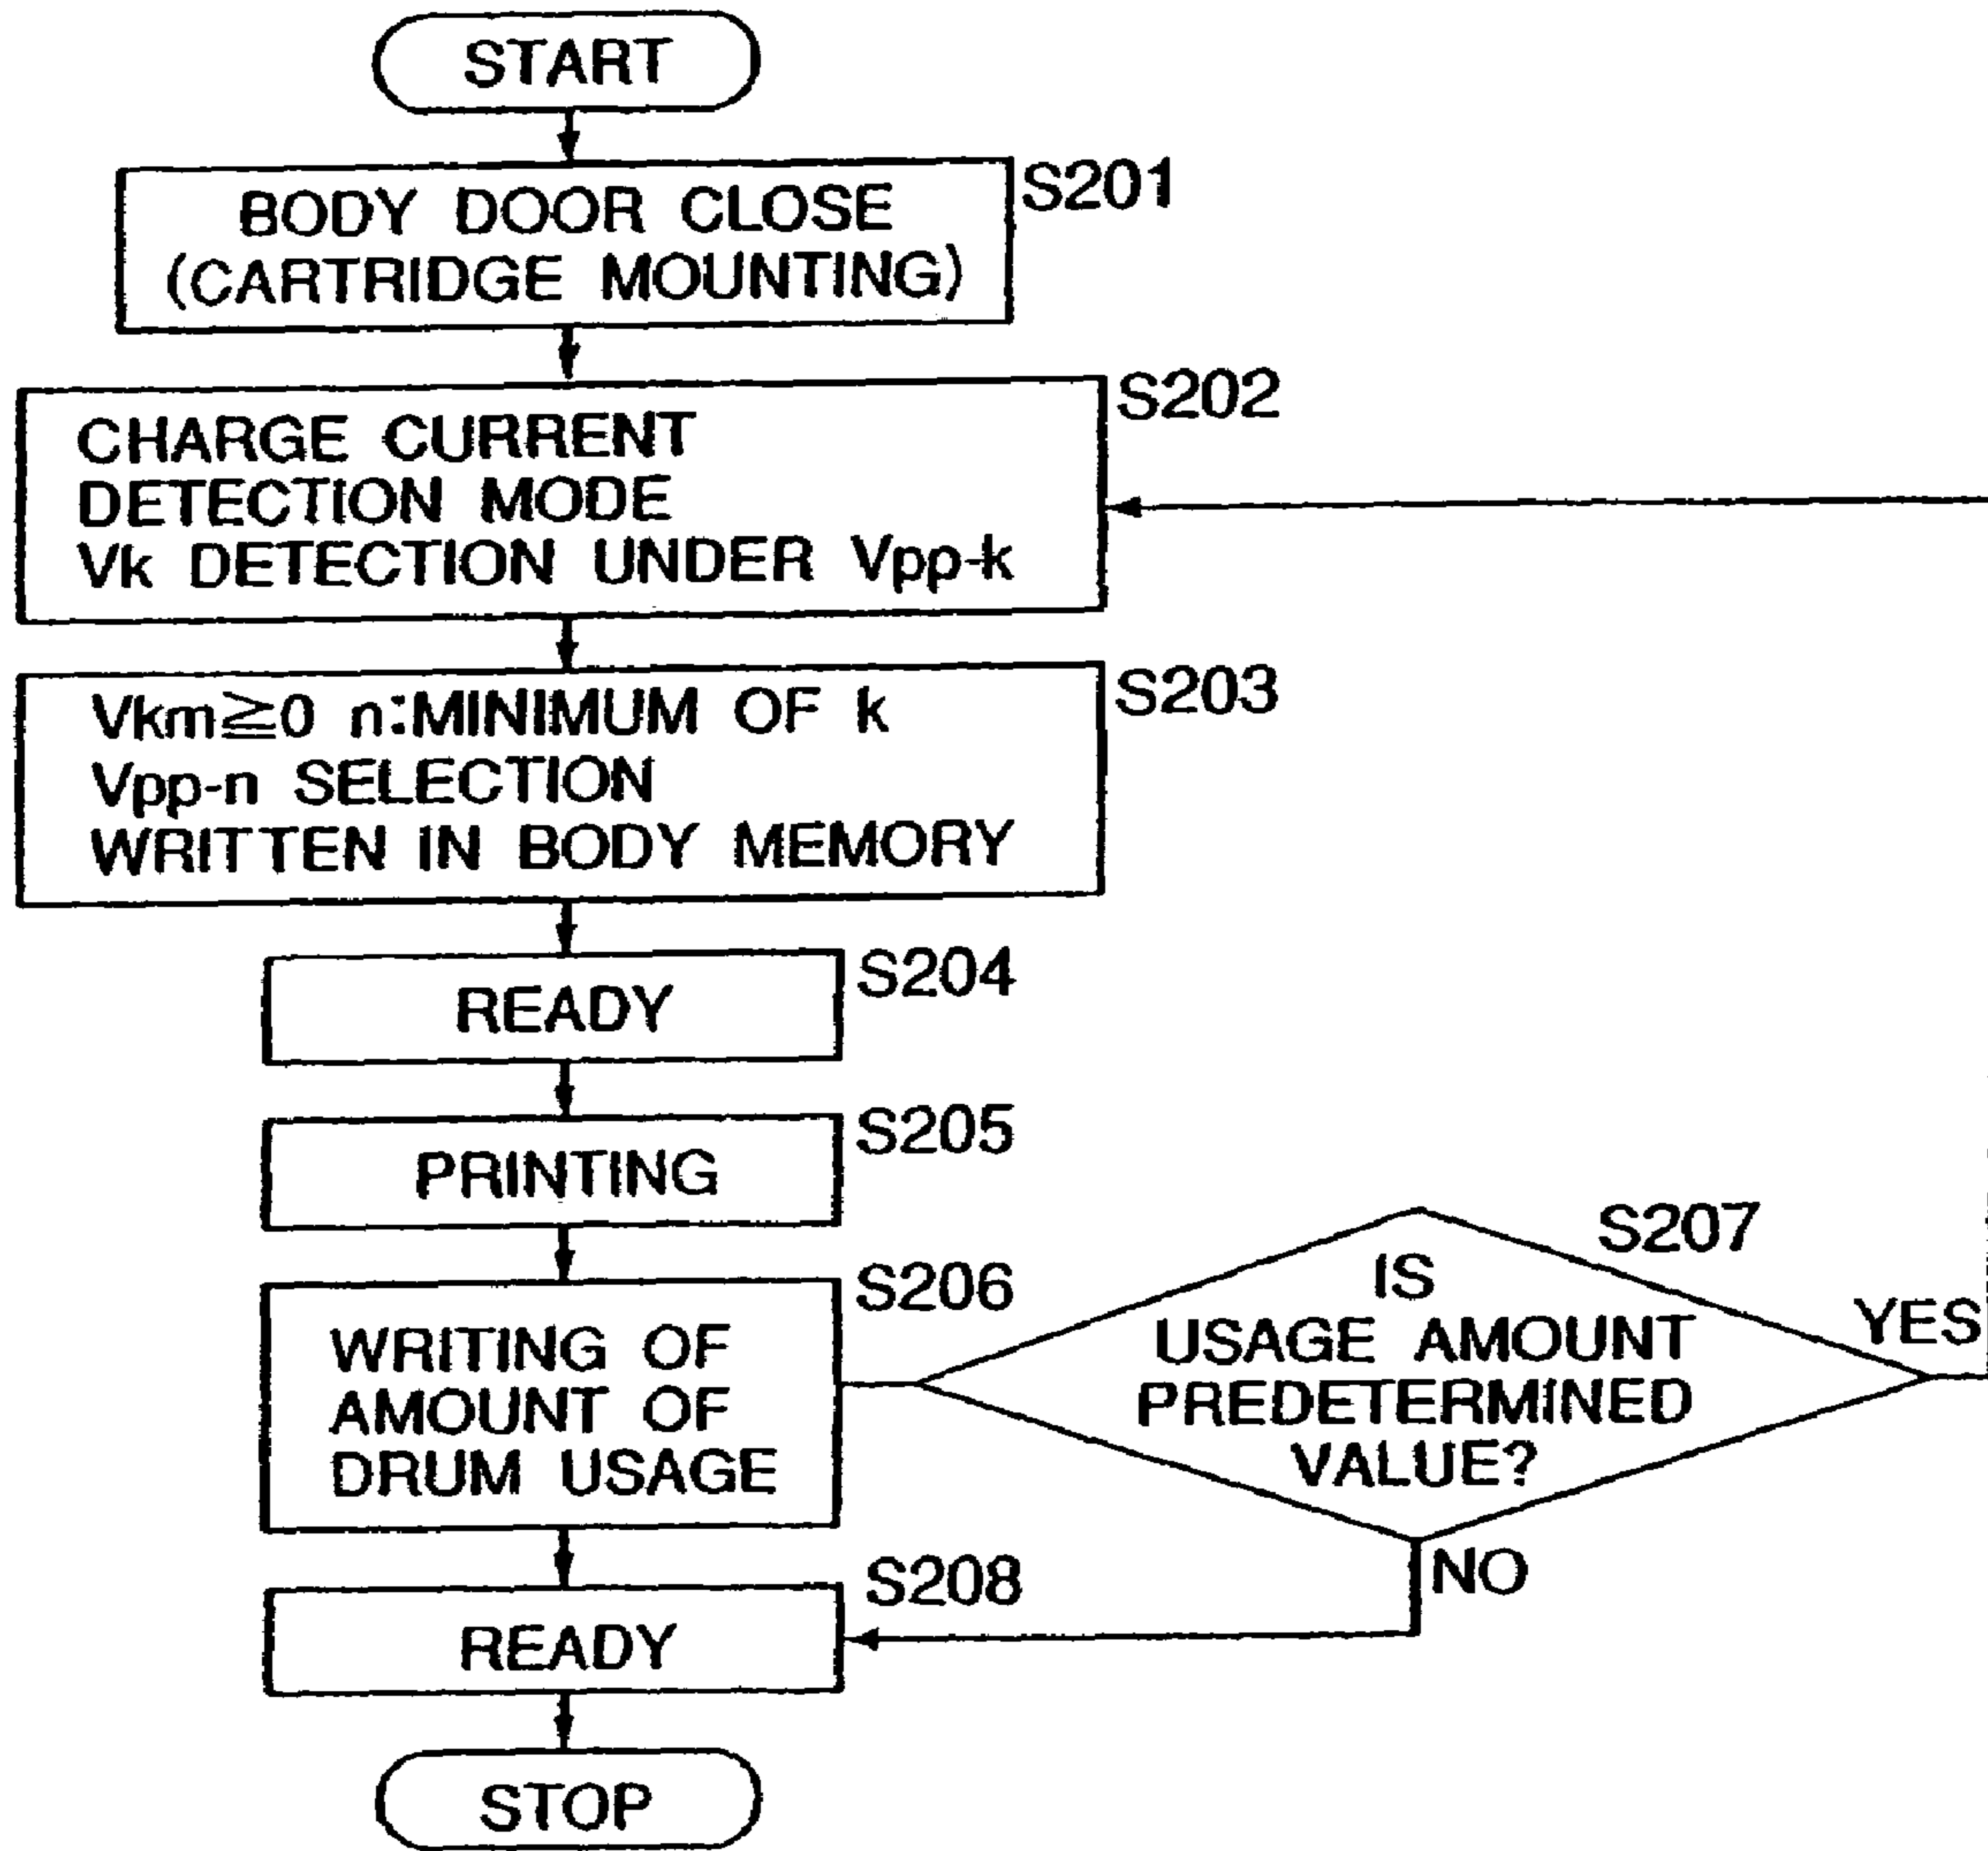 START
BODY DOOR CLOSE
(CARTRIDGE MOUNTING)
S201
CHARGE CURRENT
DETECTION MODE
Vk DETECTION UNDER Vpp-k
S202
Vkm≧0 n:MINIMUM OF k
Vpp-n SELECTION
WRITTEN IN BODY MEMORY
S203
READY
S204
PRINTING
S205
WRITING OF
AMOUNT OF
DRUM USAGE
S206
IS
USAGE AMOUNT
PREDETERMINED
VALUE?
S207
YES
NO
READY
S208
STOP